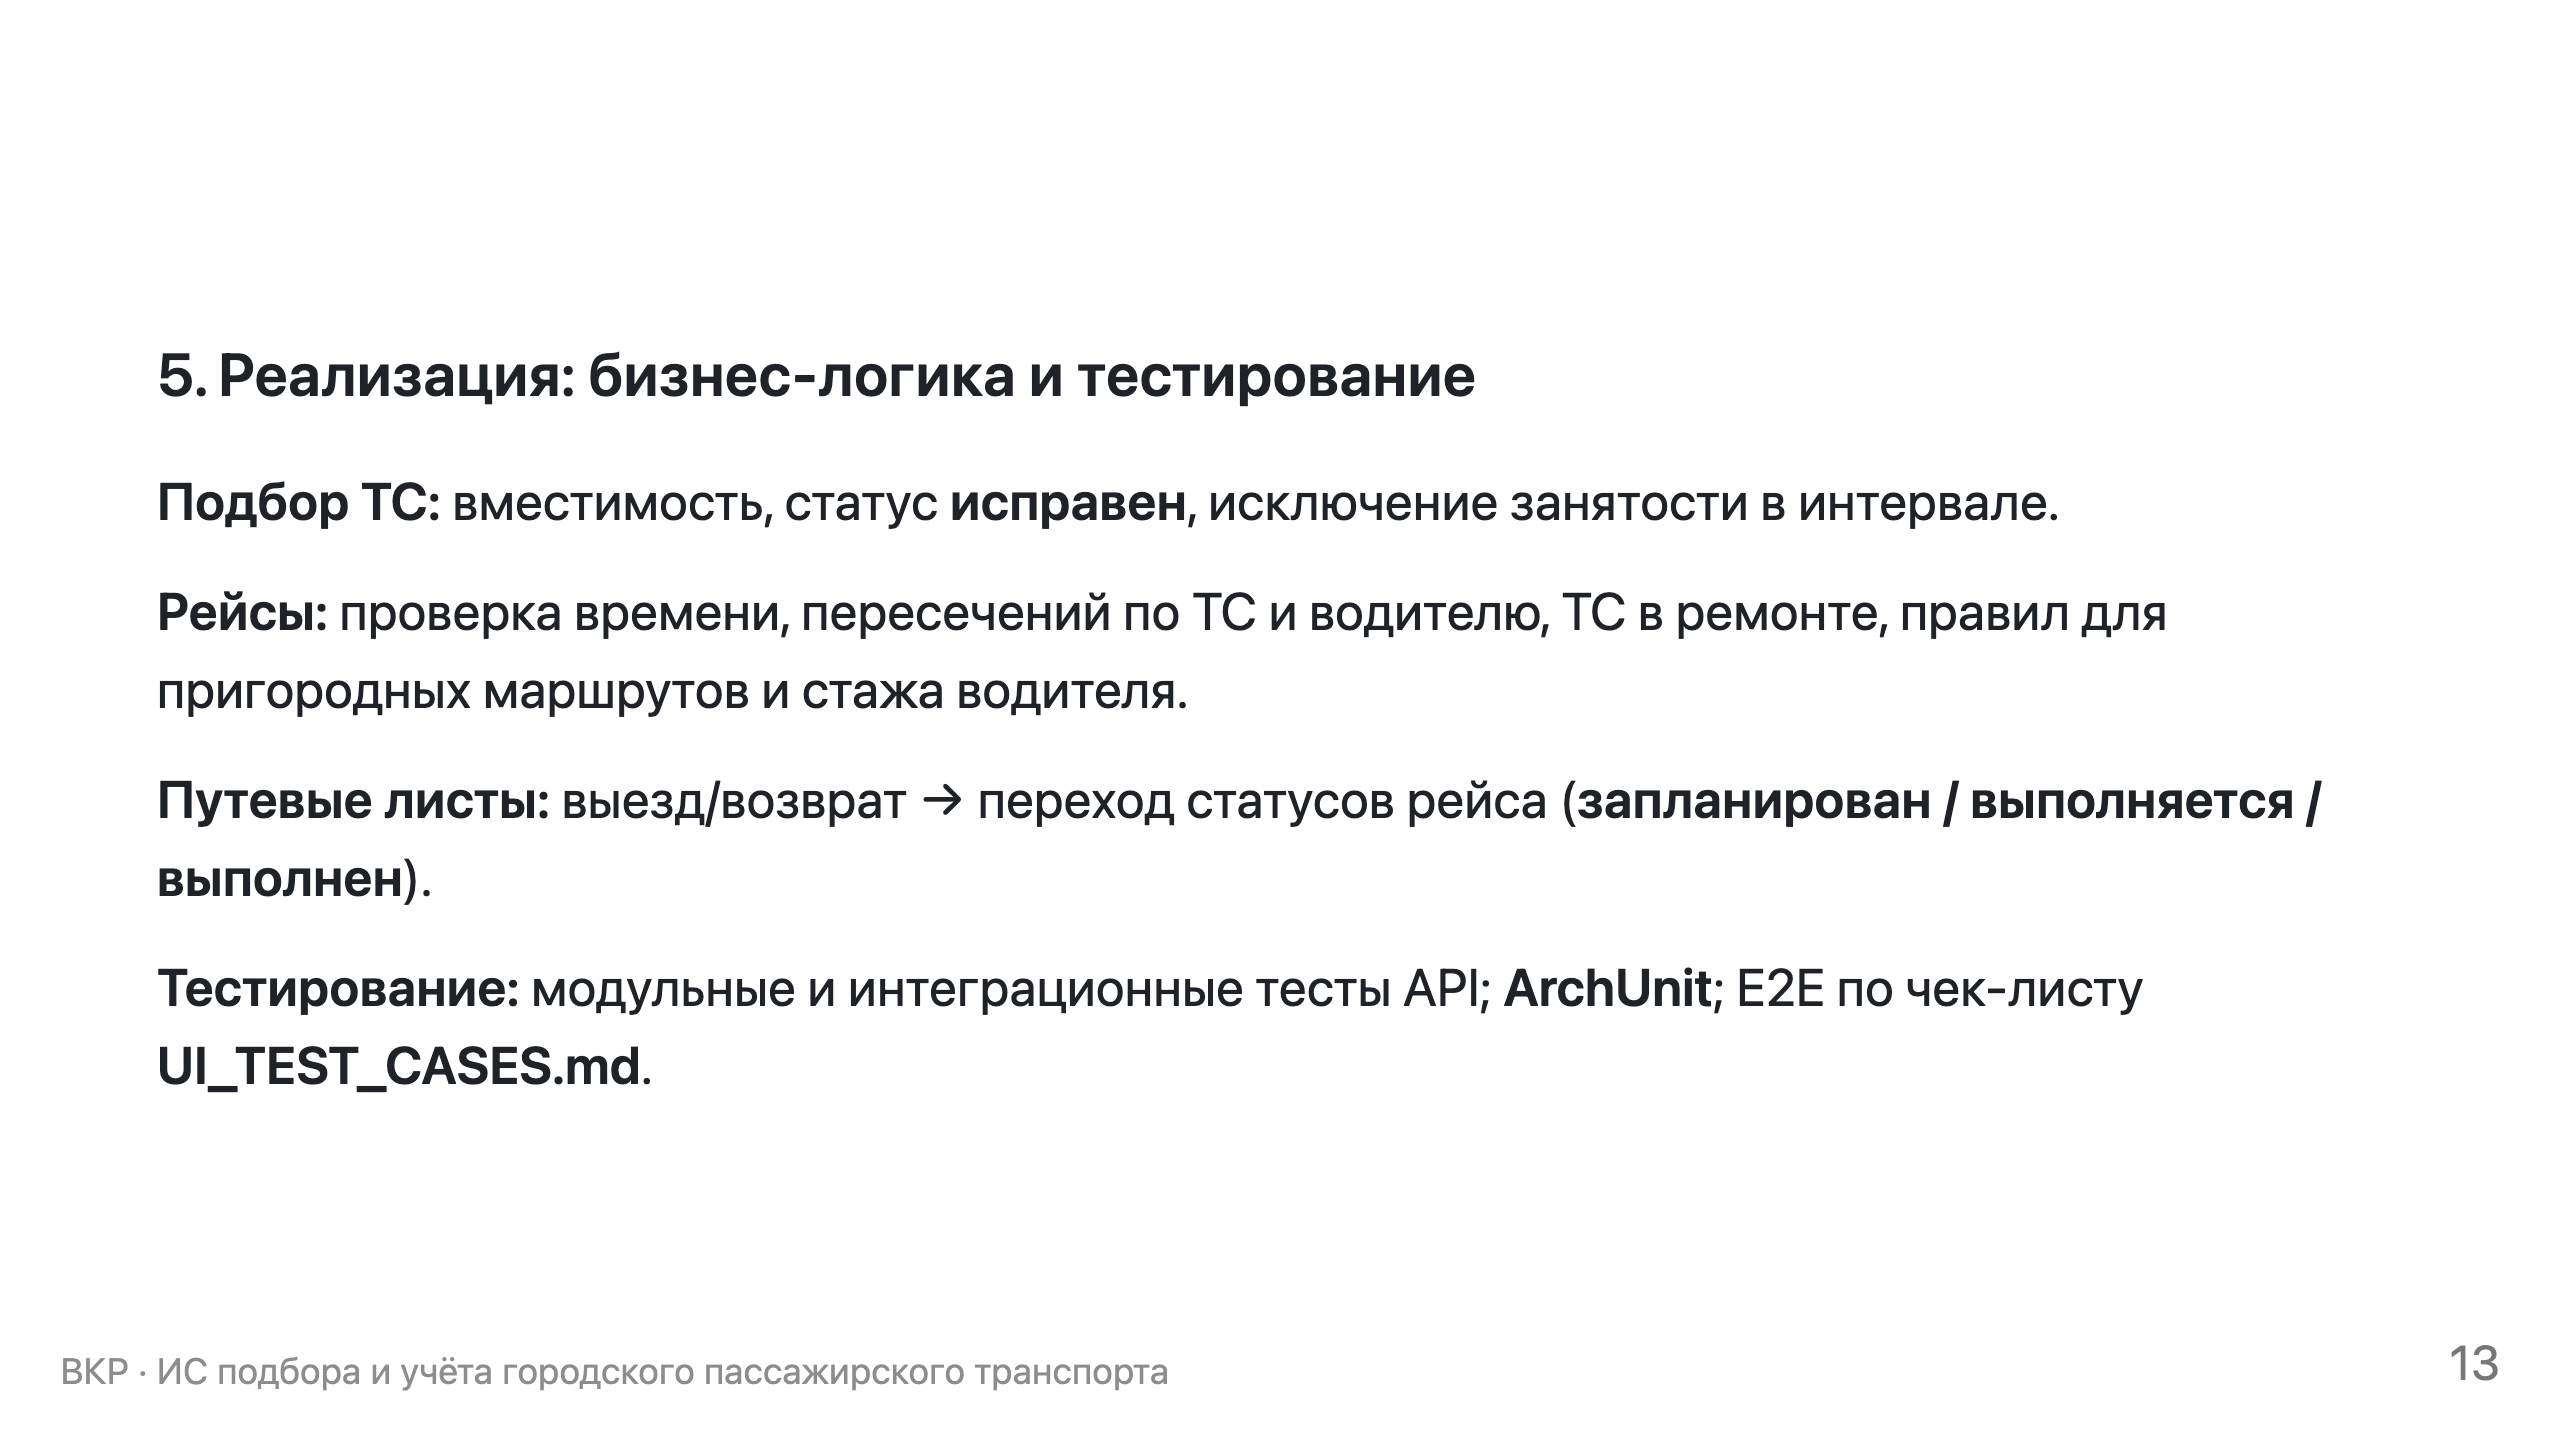 5. Реализация: бизнес-логика и тестирование
Подбор ТС: вместимость, статус исправен, исключение занятости в интервале.
Рейсы: проверка времени, пересечений по ТС и водителю, ТС в ремонте, правил для
пригородных маршрутов и стажа водителя.
Путевые листы: выезд/возврат → переход статусов рейса (запланирован / выполняется /
выполнен).
Тестирование: модульные и интеграционные тесты API; ArchUnit; E2E по чек-листу
UI_TEST_CASES.md.
ВКР · ИС подбора и учёта городского пассажирского транспорта
13